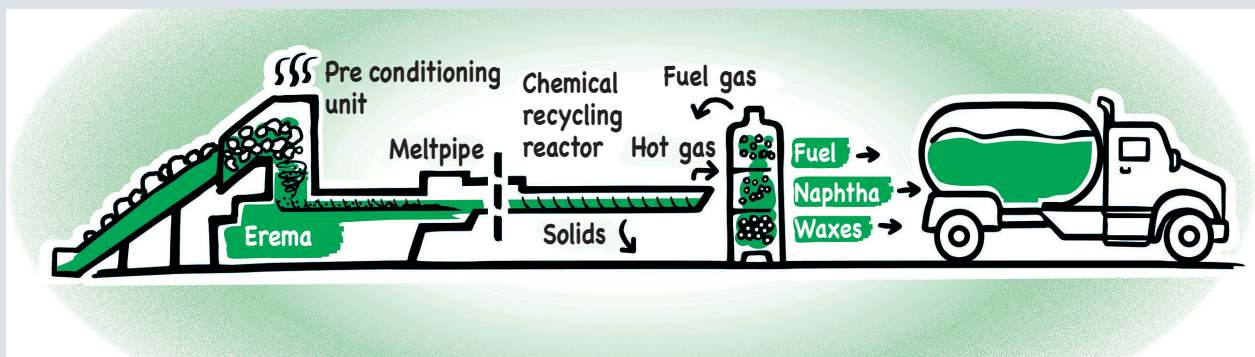 Pre conditioning
unit
Erema
Meltpipe
Chemical
recycling
reactor
Solids
Hot gas
Fuel gas
Fuel
Naphtha
Waxes